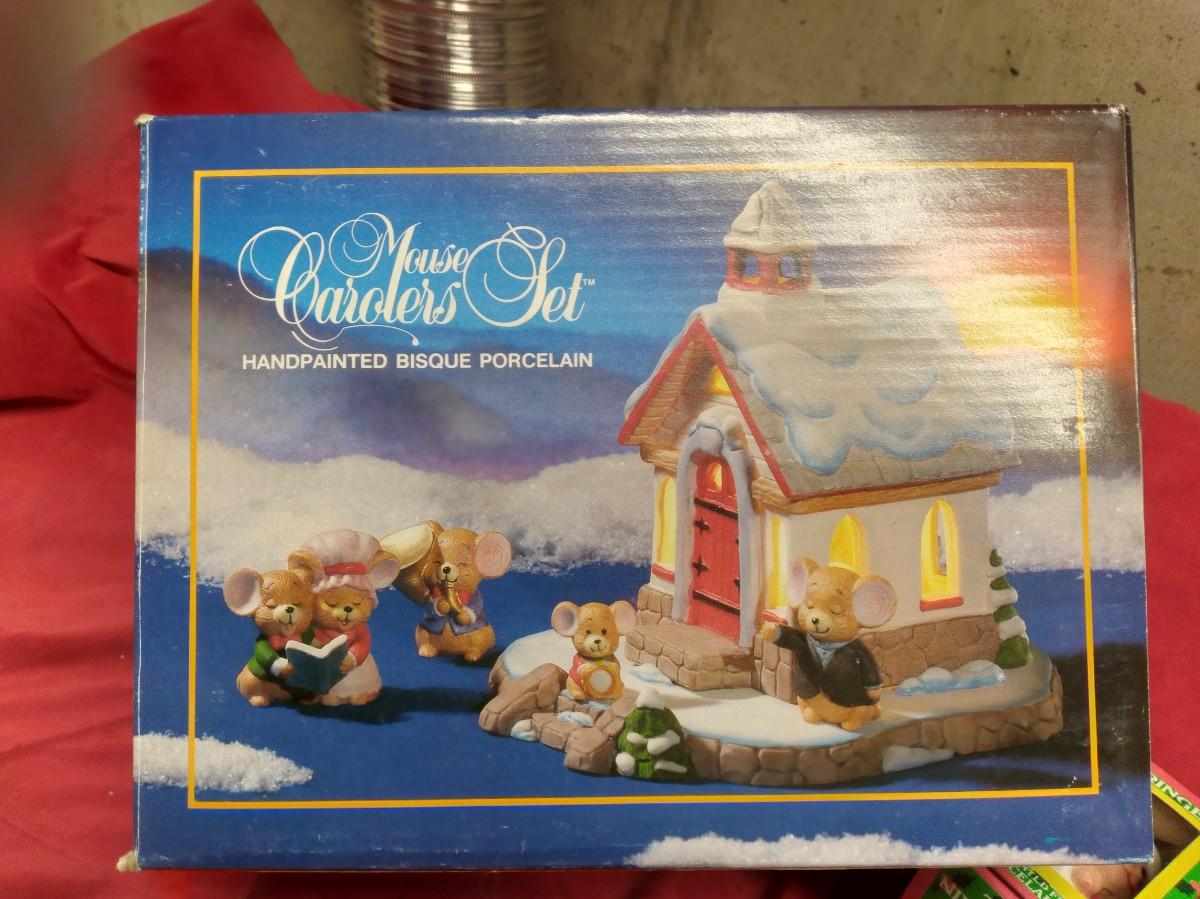 Mouse
Carolers Set™
HANDPAINTED BISQUE PORCELAIN